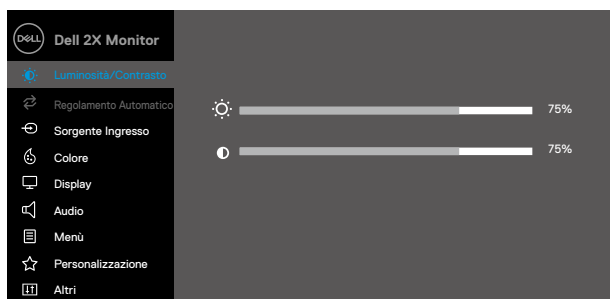 DELL Dell 2X Monitor
Luminosità/Contrasto
Regolamento Automatico
75%
Sorgente Ingresso
Colore
75%
Display
Audio
Menù
Personalizzazione
Altri